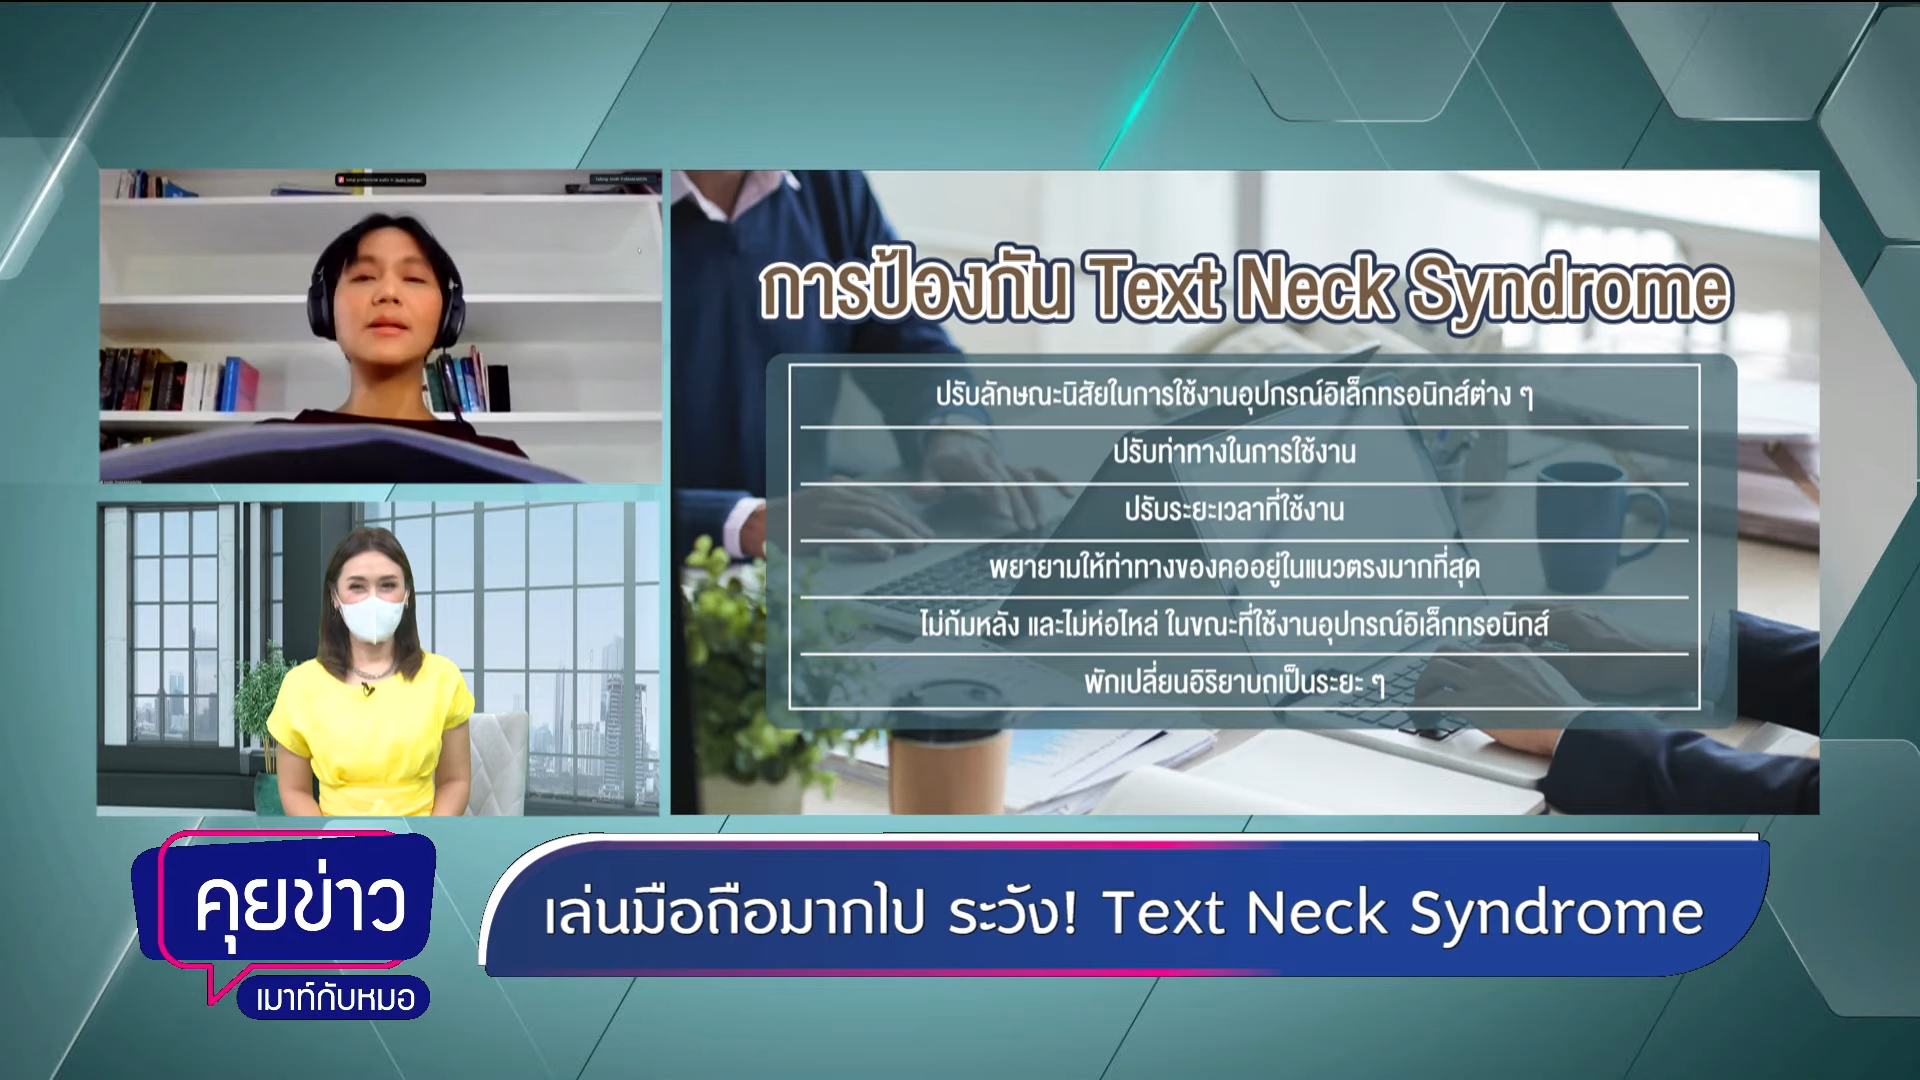 การป้องกัน Text Neck Syndrome
ปรับลักษณะนิสัยในการใช้งานอุปกรณ์อิเล็กทรอนิกส์ต่าง ๆ
ปรับท่าทางในการใช้งาน
ปรับระยะเวลาที่ใช้งาน
พยายามให้ท่าทางของคออยู่ในแนวตรงมากที่สุด
ไม่ก้มหลัง และไม่ห่อไหล่ ในขณะที่ใช้งานอุปกรณ์อิเล็กทรอนิกส์
พักเปลี่ยนอิริยาบถเป็นระยะ ๆ
คุยข่าว
เมาท์กับหมอ
เล่นมือถือมากไป ระวัง! Text Neck Syndrome